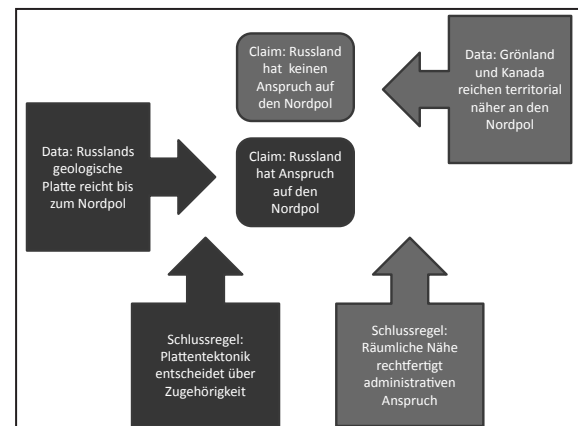 Claim: Russland
hat keinen
Anspruch auf
den Nordpol
Data: Grönland
und Kanada
reichen territorial
näher an den
Nordpol
Data: Russlands
geologische
Platte reicht bis
zum Nordpol
Claim: Russland
hat Anspruch
auf den
Nordpol
Schlussregel:
Plattentektonik
entscheidet über
Zugehörigkeit
Schlussregel:
Räumliche Nähe
rechtfertigt
administrativen
Anspruch